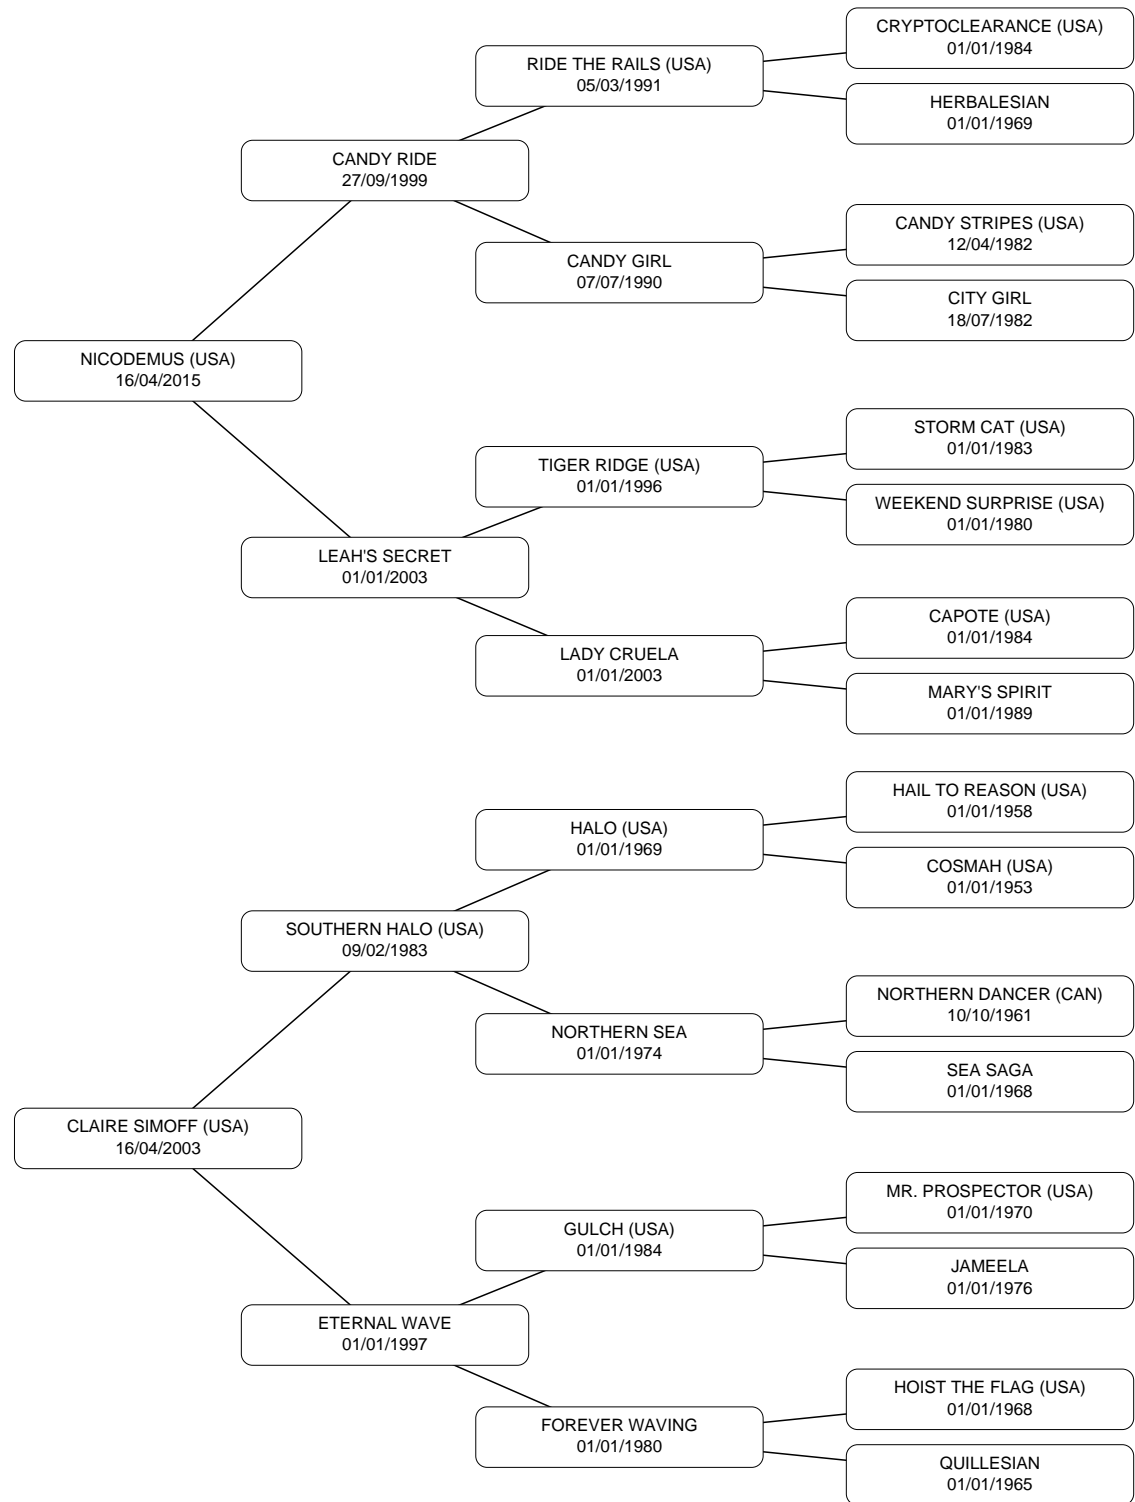 CRYPTOCLEARANCE (USA)
01/01/1984
RIDE THE RAILS (USA)
05/03/1991
HERBALESIAN
01/01/1969
CANDY RIDE
27/09/1999
CANDY STRIPES (USA)
12/04/1982
CANDY GIRL
07/07/1990
CITY GIRL
18/07/1982
NICODEMUS (USA)
16/04/2015
STORM CAT (USA)
01/01/1983
TIGER RIDGE (USA)
01/01/1996
WEEKEND SURPRISE (USA)
01/01/1980
LEAH'S SECRET
01/01/2003
CAPOTE (USA)
01/01/1984
LADY CRUELA
01/01/2003
MARY'S SPIRIT
01/01/1989
HAIL TO REASON (USA)
01/01/1958
HALO (USA)
01/01/1969
COSMAH (USA)
01/01/1953
SOUTHERN HALO (USA)
09/02/1983
NORTHERN DANCER (CAN)
10/10/1961
NORTHERN SEA
01/01/1974
SEA SAGA
01/01/1968
CLAIRE SIMOFF (USA)
16/04/2003
MR. PROSPECTOR (USA)
01/01/1970
GULCH (USA)
01/01/1984
JAMEELA
01/01/1976
ETERNAL WAVE
01/01/1997
HOIST THE FLAG (USA)
01/01/1968
FOREVER WAVING
01/01/1980
QUILLESIAN
01/01/1965